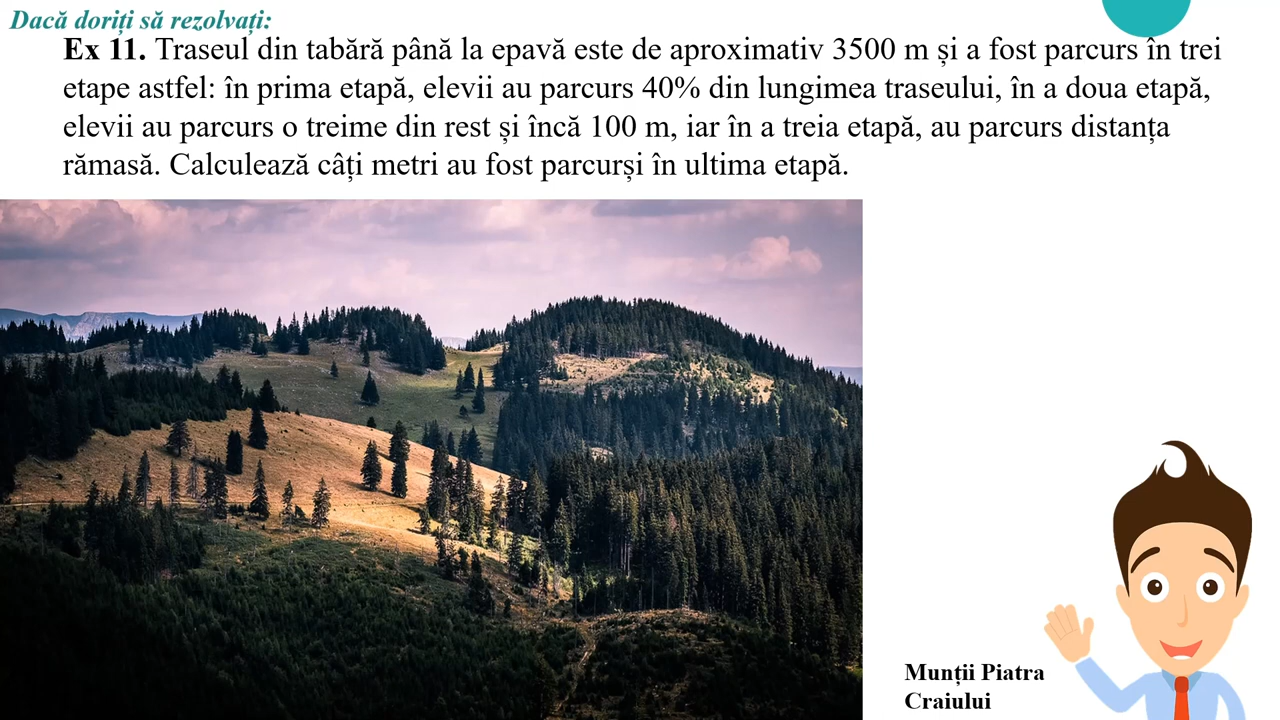 Dacă doriți să rezolvați:
Ex 11. Traseul din tabără până la epavă este de aproximativ 3500 m și a fost parcurs în trei
etape astfel: în prima etapă, elevii au parcurs 40% din lungimea traseului, în a doua etapă,
elevii au parcurs o treime din rest și încă 100 m, iar în a treia etapă, au parcurs distanța
rămasă. Calculează câți metri au fost parcurși în ultima etapă.
Munții Piatra
Craiului